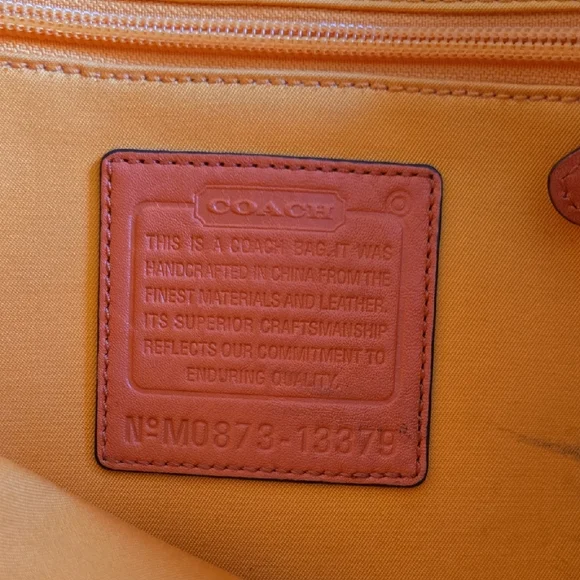 COACH ®
THIS IS A COACH BAG. IT WAS
HANDCRAFTED IN CHINA FROM THE
FINEST MATERIALS AND LEATHER.
ITS SUPERIOR CRAFTSMANSHIP
REFLECTS OUR COMMITMENT TO
ENDURING QUALITY.
NºM0873-13379